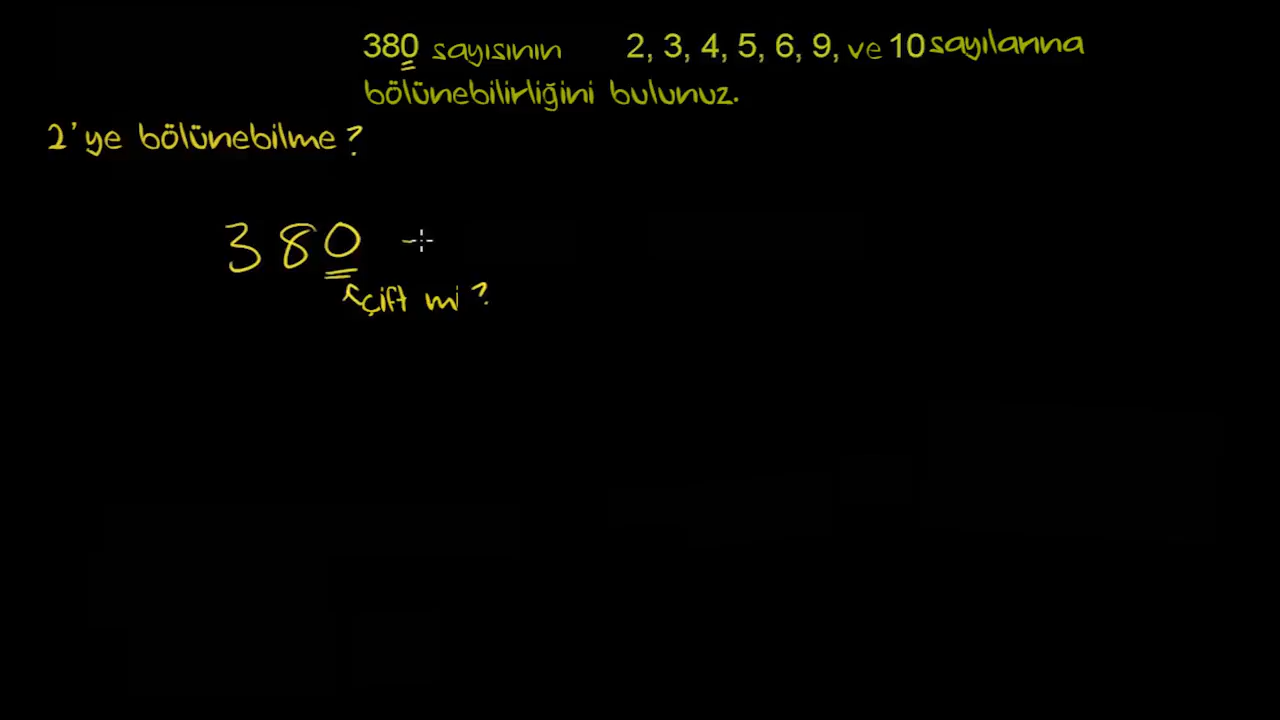 380 sayısının 2, 3, 4, 5, 6, 9, ve 10 sayılarına
bölünebilirliğini bulunuz.
2'ye bölünebilme?
380
çift mi?